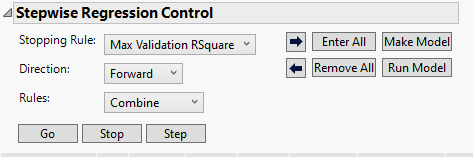 Stepwise Regression Control
Stopping Rule: Max Validation RSquare Enter All Make Model
Direction: Forward Remove All Run Model
Rules: Combine
Go Stop Step